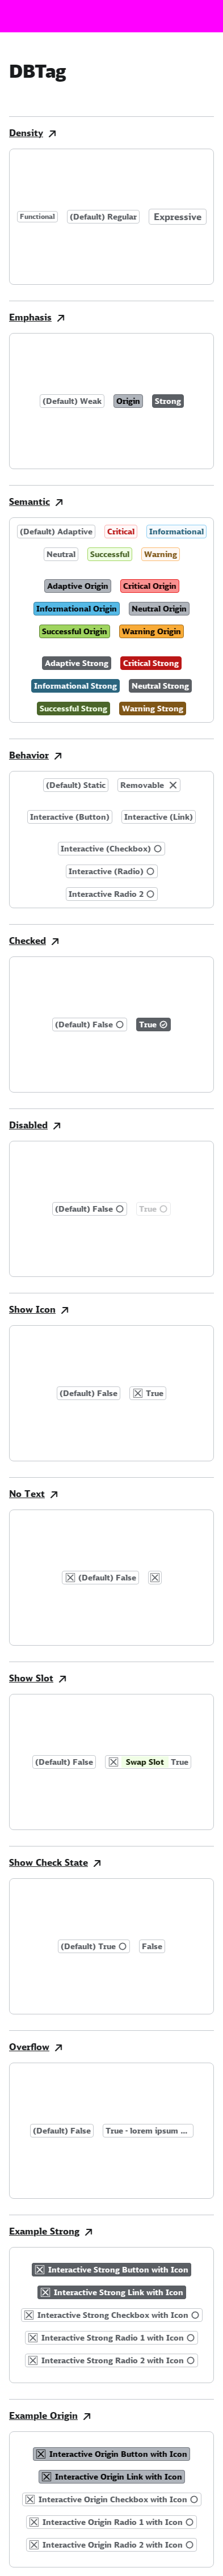 DBTag
Density
Functional (Default) Regular Expressive
Emphasis
(Default) Weak Origin Strong
Semantic
(Default) Adaptive Critical Informational
Neutral Successful Warning
Adaptive Origin Critical Origin
Informational Origin Neutral Origin
Successful Origin Warning Origin
Adaptive Strong Critical Strong
Informational Strong Neutral Strong
Successful Strong Warning Strong
Behavior
(Default) Static Removable
Interactive (Button) Interactive (Link)
Interactive (Checkbox)
Interactive (Radio)
Interactive Radio 2
Checked
(Default) False True
Disabled
(Default) False True
Show Icon
(Default) False True
No Text
(Default) False
Show Slot
(Default) False Swap Slot True
Show Check State
(Default) True False
Overflow
(Default) False True - lorem ipsum ...
Example Strong
Interactive Strong Button with Icon
Interactive Strong Link with Icon
Interactive Strong Checkbox with Icon
Interactive Strong Radio 1 with Icon
Interactive Strong Radio 2 with Icon
Example Origin
Interactive Origin Button with Icon
Interactive Origin Link with Icon
Interactive Origin Checkbox with Icon
Interactive Origin Radio 1 with Icon
Interactive Origin Radio 2 with Icon